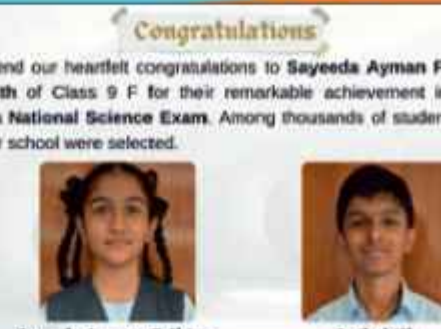 Congratulations
end our heartfelt congratulations to Sayeeda Ayman F
th of Class 9 F for their remarkable achievement i
National Science Exam. Among thousands of studen
school were selected.